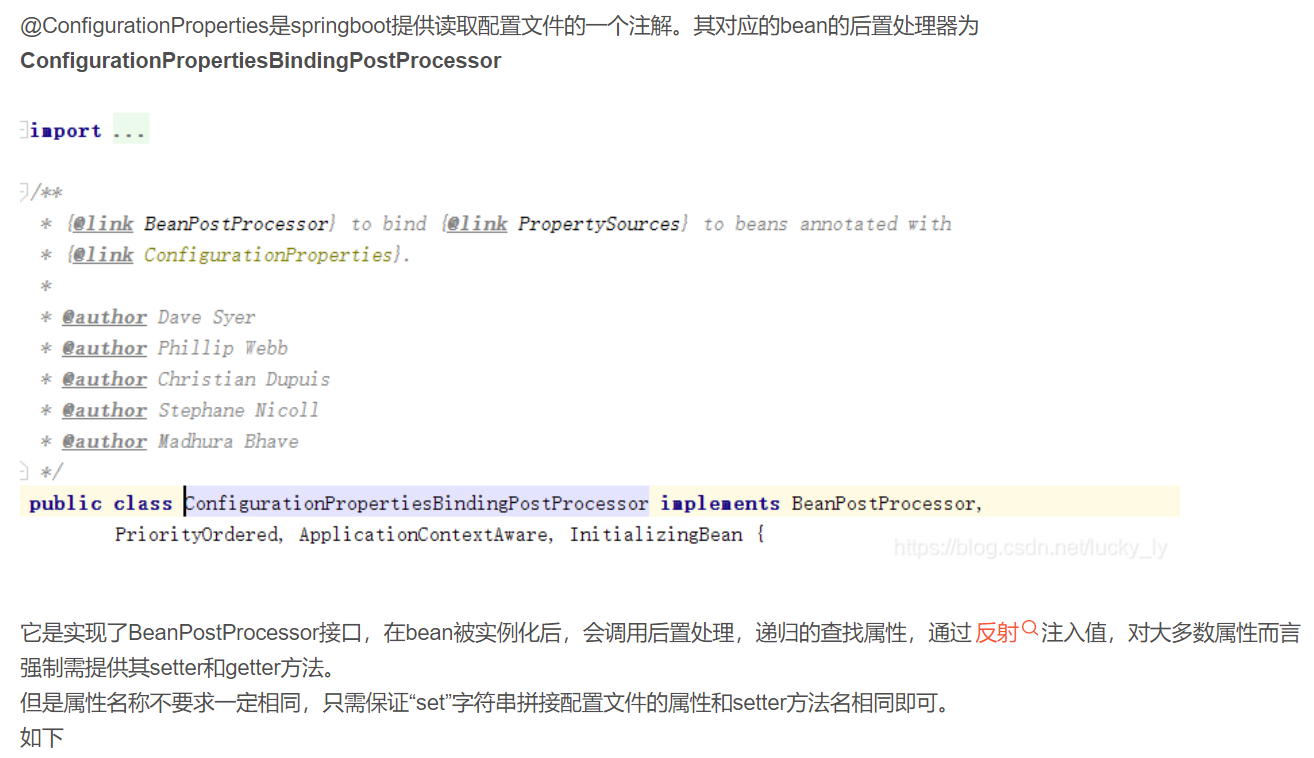 @ConfigurationProperties是springboot提供读取配置文件的一个注解。其对应的bean的后置处理器为
ConfigurationPropertiesBindingPostProcessor
import ...
/**
* {@link BeanPostProcessor} to bind {@link PropertySources} to beans annotated with
* {@link ConfigurationProperties}.
*
* @author Dave Syer
* @author Phillip Webb
* @author Christian Dupuis
* @author Stephane Nicoll
* @author Madhura Bhave
*/
public class ConfigurationPropertiesBindingPostProcessor implements BeanPostProcessor,
PriorityOrdered, ApplicationContextAware, InitializingBean {
https://blog.csdn.net/lucky_ly
它是实现了BeanPostProcessor接口，在bean被实例化后，会调用后置处理，递归的查找属性，通过反射注入值，对大多数属性而言
强制需提供其setter和getter方法。
但是属性名称不要求一定相同，只需保证“set”字符串拼接配置文件的属性和setter方法名相同即可。
如下